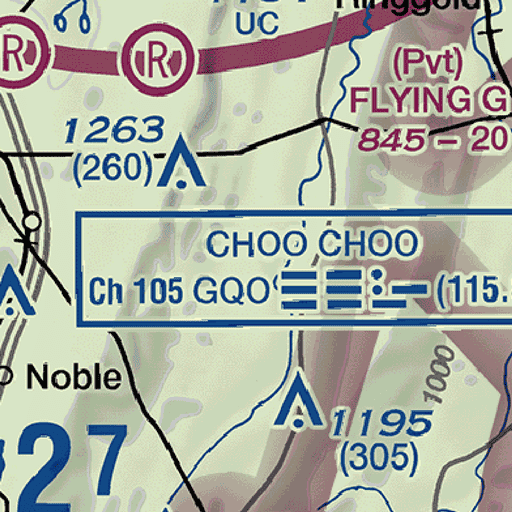 Ringgold
UC
R
R
(Pvt)
FLYING G
845 – 20
1263
(260)
CHOO CHOO
Ch 105 GQO
(115.
Noble
1000
1195
(305)
27